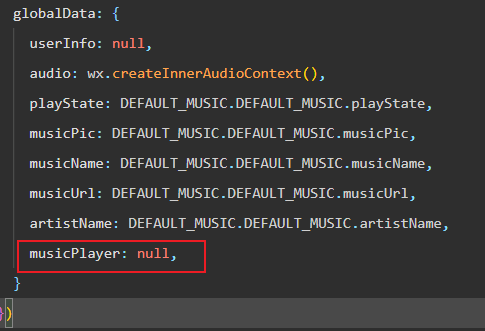 globalData: {
userInfo: null,
audio: wx.createInnerAudioContext(),
playState: DEFAULT_MUSIC.DEFAULT_MUSIC.playState,
musicPic: DEFAULT_MUSIC.DEFAULT_MUSIC.musicPic,
musicName: DEFAULT_MUSIC.DEFAULT_MUSIC.musicName,
musicUrl: DEFAULT_MUSIC.DEFAULT_MUSIC.musicUrl,
artistName: DEFAULT_MUSIC.DEFAULT_MUSIC.artistName,
musicPlayer: null,
}
})